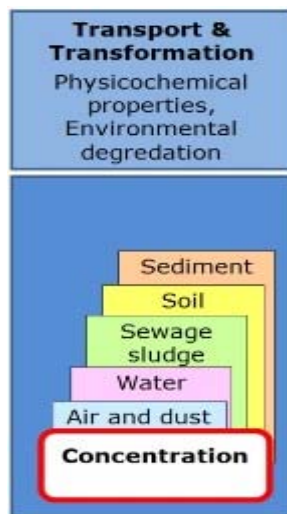 Transport &
Transformation
Physicochemical
properties,
Environmental
degredation
Sediment
Soil
Sewage
sludge
Water
Air and dust
Concentration